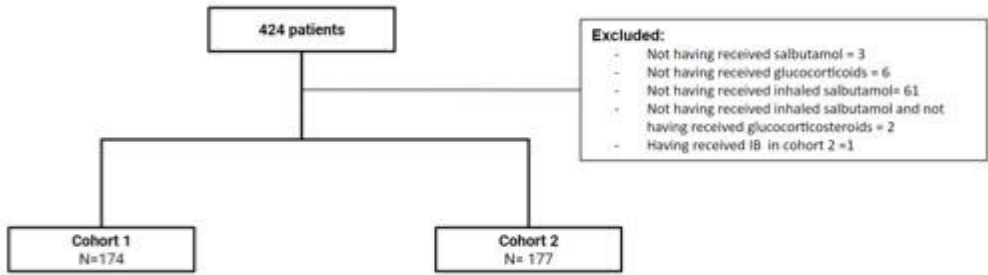 424 patients
Excluded:
- Not having received salbutamol = 3
- Not having received glucocorticoids = 6
- Not having received inhaled salbutamol= 61
- Not having received inhaled salbutamol and not
having received glucocorticosteroids = 2
- Having received IB in cohort 2 =1
Cohort 1
N=174
Cohort 2
N= 177